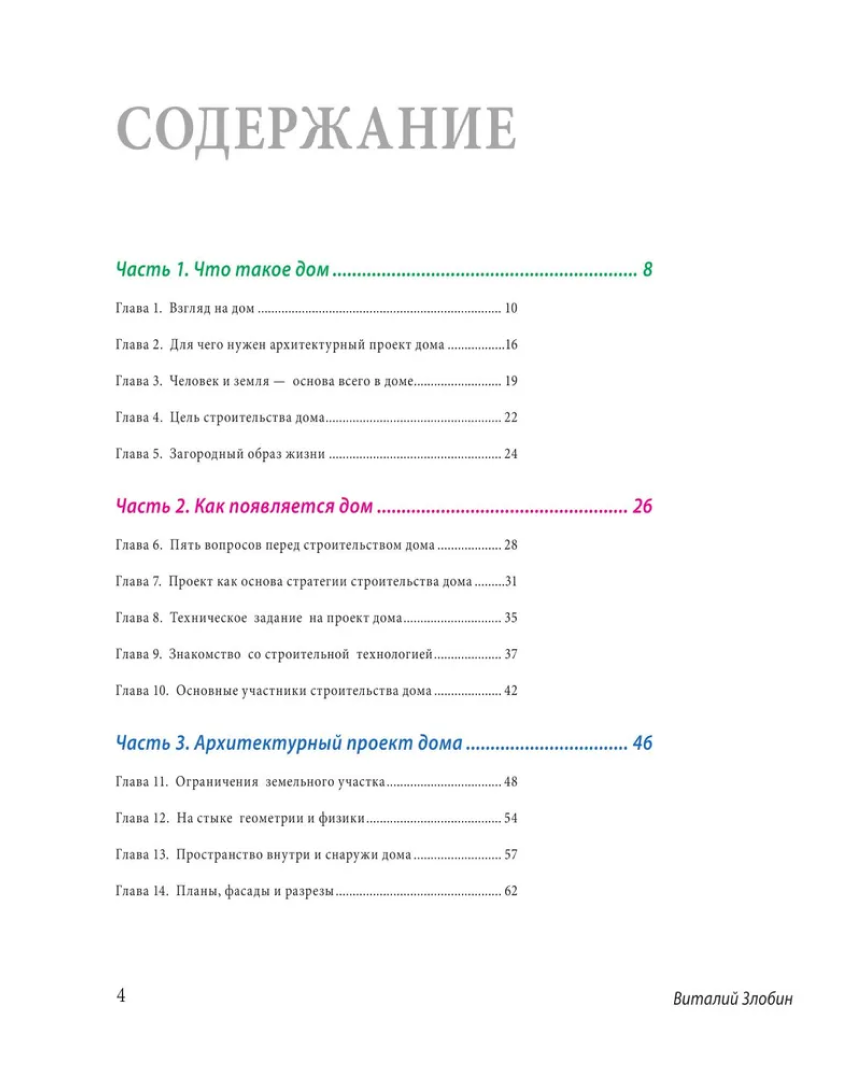 СОДЕРЖАНИЕ
Часть 1. Что такое дом .............................................................. 8
Глава 1. Взгляд на дом ......................................................................... 10
Глава 2. Для чего нужен архитектурный проект дома .................16
Глава 3. Человек и земля — основа всего в доме.......................... 19
Глава 4. Цель строительства дома..................................................... 22
Глава 5. Загородный образ жизни .................................................... 24
Часть 2. Как появляется дом ................................................... 26
Глава 6. Пять вопросов перед строительством дома ................... 28
Глава 7. Проект как основа стратегии строительства дома .........31
Глава 8. Техническое задание на проект дома............................. 35
Глава 9. Знакомство со строительной технологией.................... 37
Глава 10. Основные участники строительства дома .................... 42
Часть 3. Архитектурный проект дома ................................. 46
Глава 11. Ограничения земельного участка.................................. 48
Глава 12. На стыке геометрии и физики........................................ 54
Глава 13. Пространство внутри и снаружи дома .......................... 57
Глава 14. Планы, фасады и разрезы................................................. 62
4
Виталий Злобин